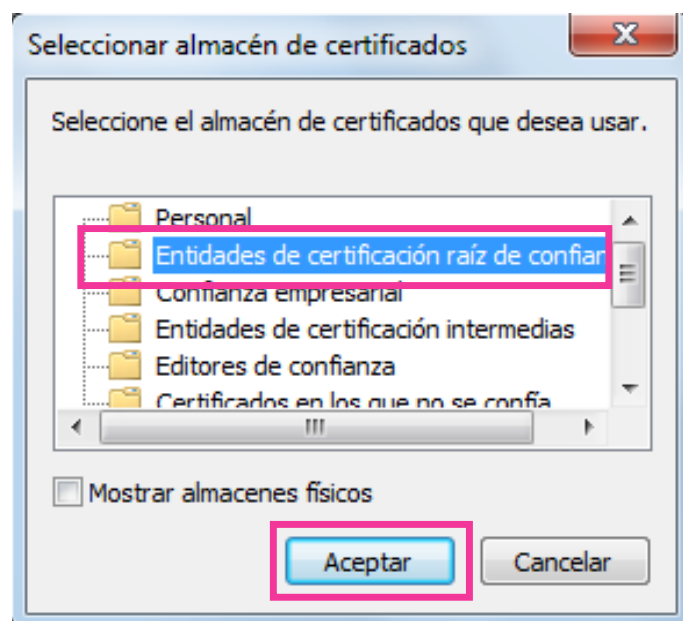 Seleccionar almacén de certificados
Seleccione el almacén de certificados que desea usar.
Personal
Entidades de certificación raíz de confian
Confianza empresarial
Entidades de certificación intermedias
Editores de confianza
Certificados en los que no se confía
Mostrar almacenes físicos
Aceptar
Cancelar